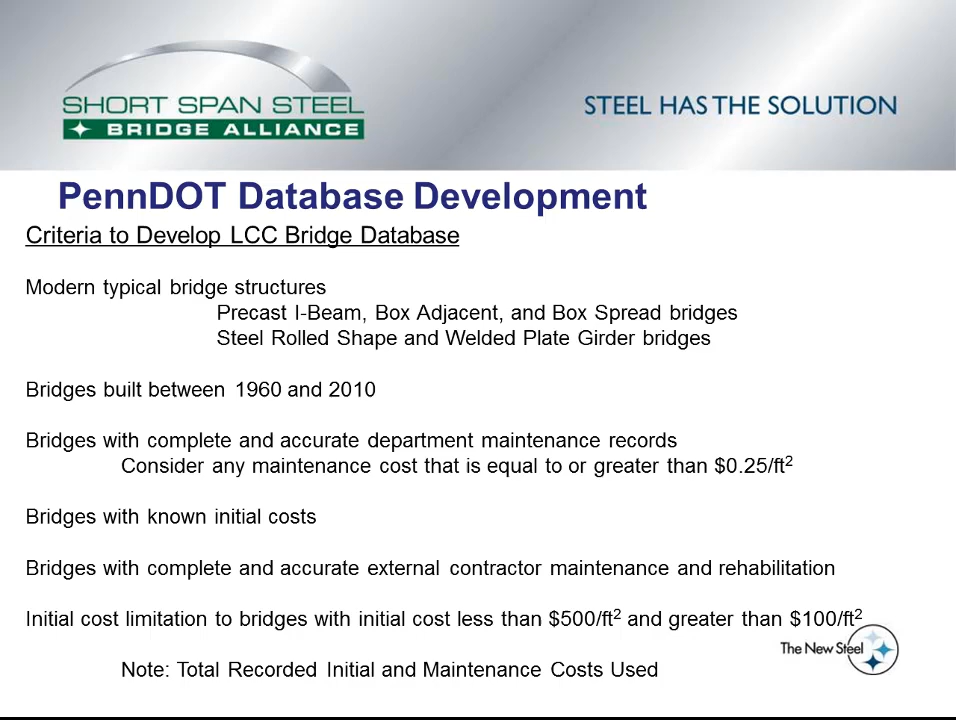 SHORT SPAN STEEL
BRIDGE ALLIANCE
STEEL HAS THE SOLUTION
PennDOT Database Development
Criteria to Develop LCC Bridge Database
Modern typical bridge structures
Precast I-Beam, Box Adjacent, and Box Spread bridges
Steel Rolled Shape and Welded Plate Girder bridges
Bridges built between 1960 and 2010
Bridges with complete and accurate department maintenance records
Consider any maintenance cost that is equal to or greater than $0.25/ft²
Bridges with known initial costs
Bridges with complete and accurate external contractor maintenance and rehabilitation
Initial cost limitation to bridges with initial cost less than $500/ft² and greater than $100/ft²
The New Steel
Note: Total Recorded Initial and Maintenance Costs Used